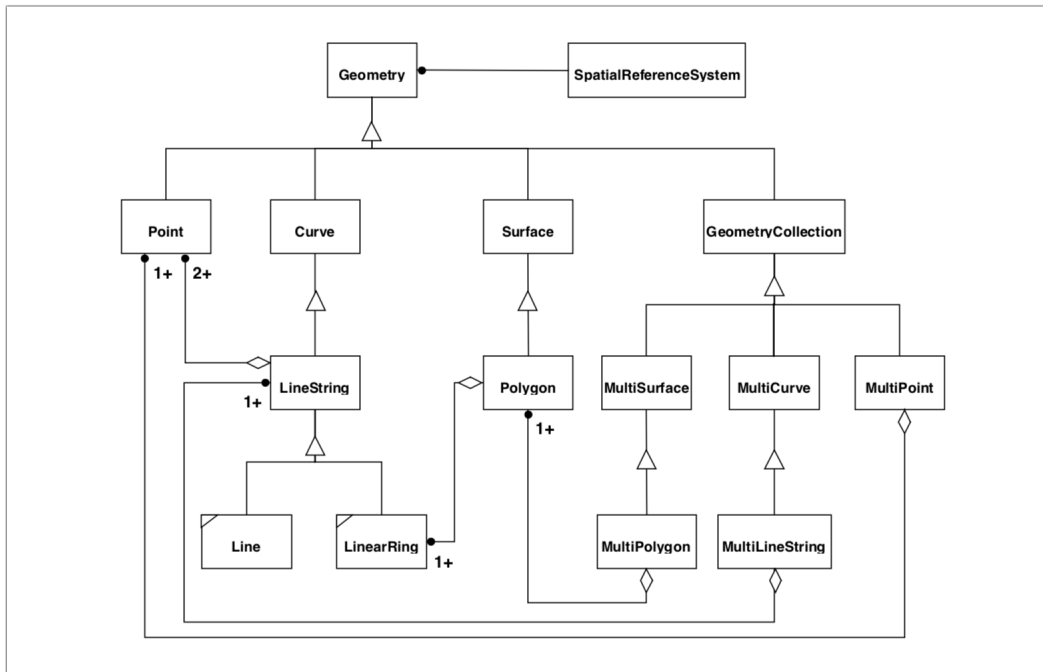 Geometry
SpatialReferenceSystem
Point
Curve
Surface
GeometryCollection
1+
2+
LineString
Polygon
MultiSurface
MultiCurve
MultiPoint
1+
1+
Line
LinearRing
MultiPolygon
MultiLineString
1+